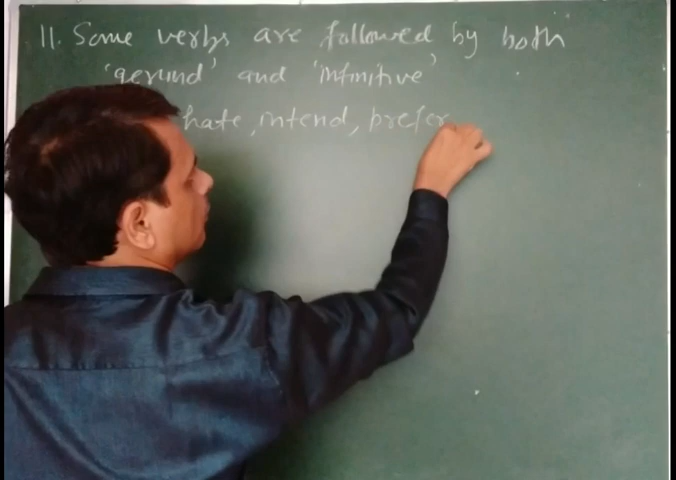 11. Some verbs are followed by both
'gerund' and 'infinitive'
hate, intend, prefer